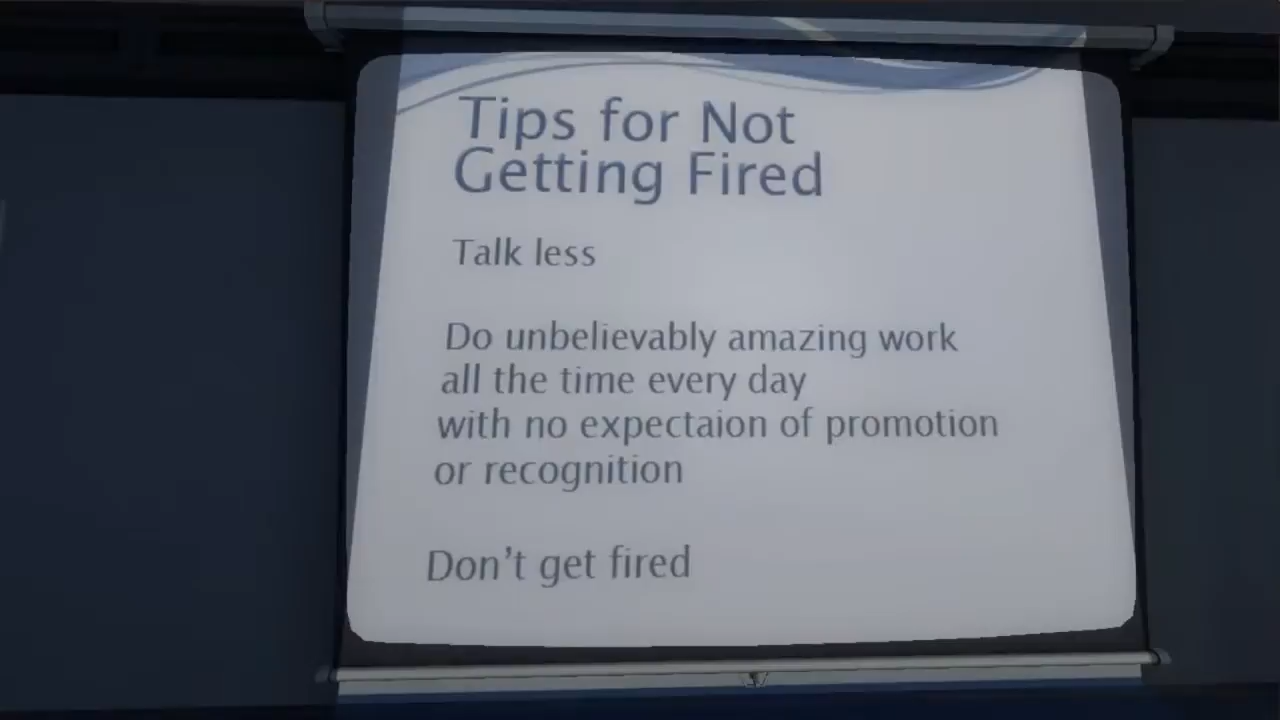 Tips for Not
Getting Fired
Talk less
Do unbelievably amazing work
all the time every day
with no expectaion of promotion
or recognition
Don't get fired